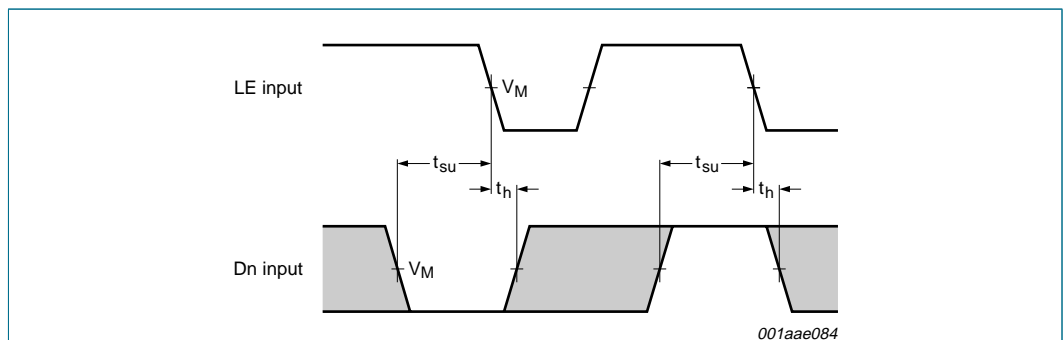 LE input
VM
tsu
tsu
th
th
Dn input
VM
001aae084